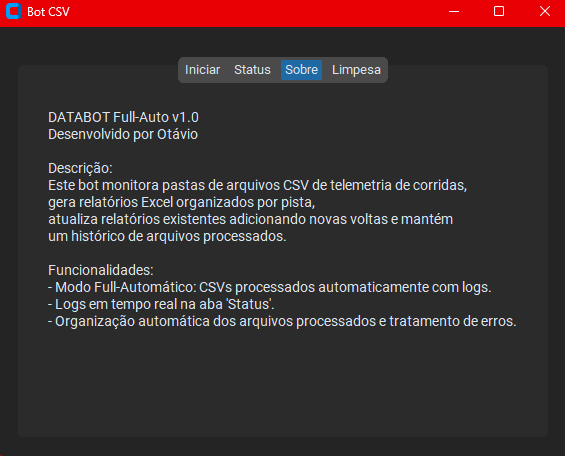 Bot CSV
Iniciar Status Sobre Limpesa
DATABOT Full-Auto v1.0
Desenvolvido por Otávio
Descrição:
Este bot monitora pastas de arquivos CSV de telemetria de corridas,
gera relatórios Excel organizados por pista,
atualiza relatórios existentes adicionando novas voltas e mantém
um histórico de arquivos processados.
Funcionalidades:
- Modo Full-Automático: CSVs processados automaticamente com logs.
- Logs em tempo real na aba 'Status'.
- Organização automática dos arquivos processados e tratamento de erros.